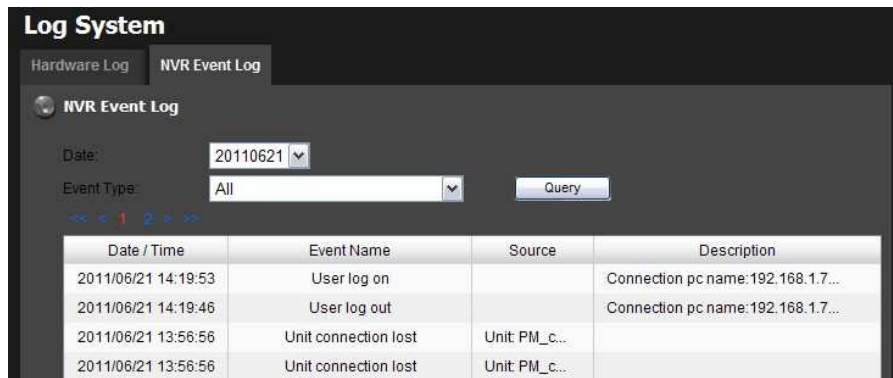 Log System
Hardware Log NVR Event Log
NVR Event Log
Date: 20110621
Event Type: All Query
<< < 1 2 > >>
Date / Time Event Name Source Description
2011/06/21 14:19:53 User log on Connection pc name:192.168.1.7...
2011/06/21 14:19:46 User log out Connection pc name:192.168.1.7...
2011/06/21 13:56:56 Unit connection lost Unit: PM_c...
2011/06/21 13:56:56 Unit connection lost Unit: PM_c...